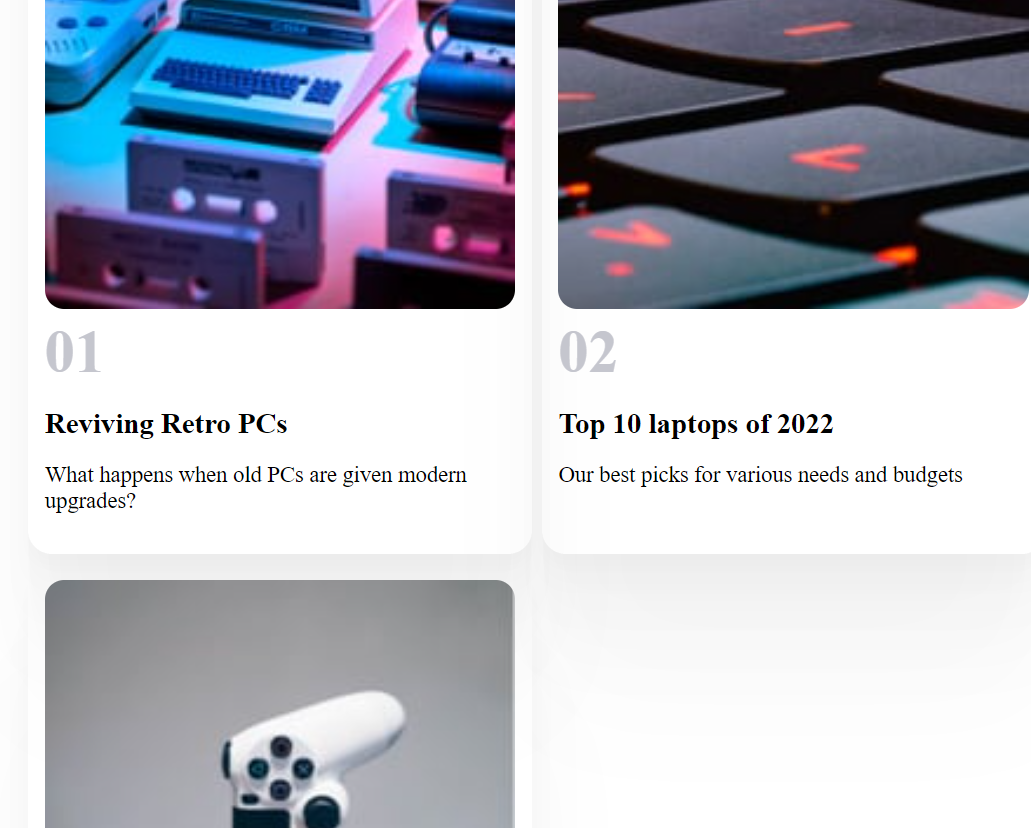 01
Reviving Retro PCs
What happens when old PCs are given modern
upgrades?
02
Top 10 laptops of 2022
Our best picks for various needs and budgets